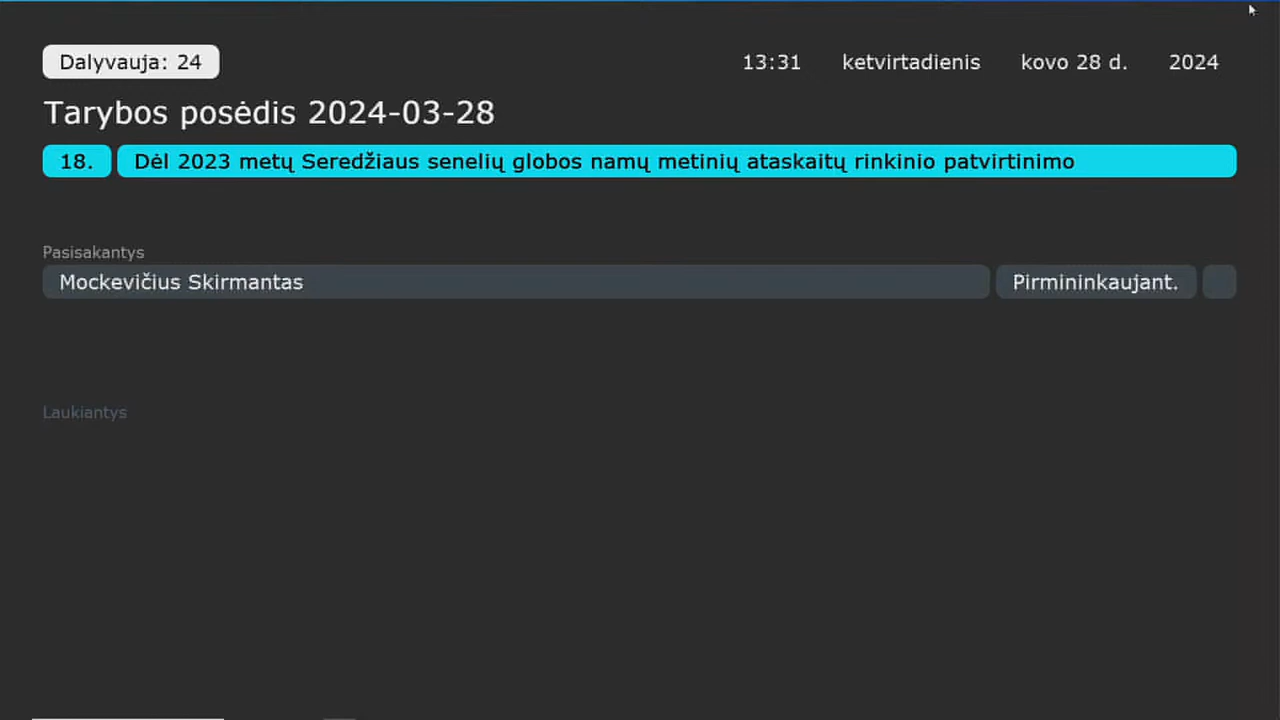 Dalyvauja: 24
13:31 ketvirtadienis kovo 28 d. 2024
Tarybos posėdis 2024-03-28
18. Dėl 2023 metų Seredžiaus senelių globos namų metinių ataskaitų rinkinio patvirtinimo
Pasisakantys
Mockevičius Skirmantas Pirmininkaujant.
Laukiantys